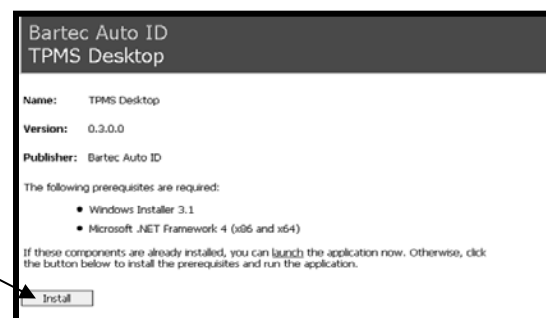 Bartec Auto ID
TPMS Desktop
Name: TPMS Desktop
Version: 0.3.0.0
Publisher: Bartec Auto ID
The following prerequisites are required:
• Windows Installer 3.1
• Microsoft .NET Framework 4 (x86 and x64)
If these components are already installed, you can launch the application now. Otherwise, click
the button below to install the prerequisites and run the application.
Install